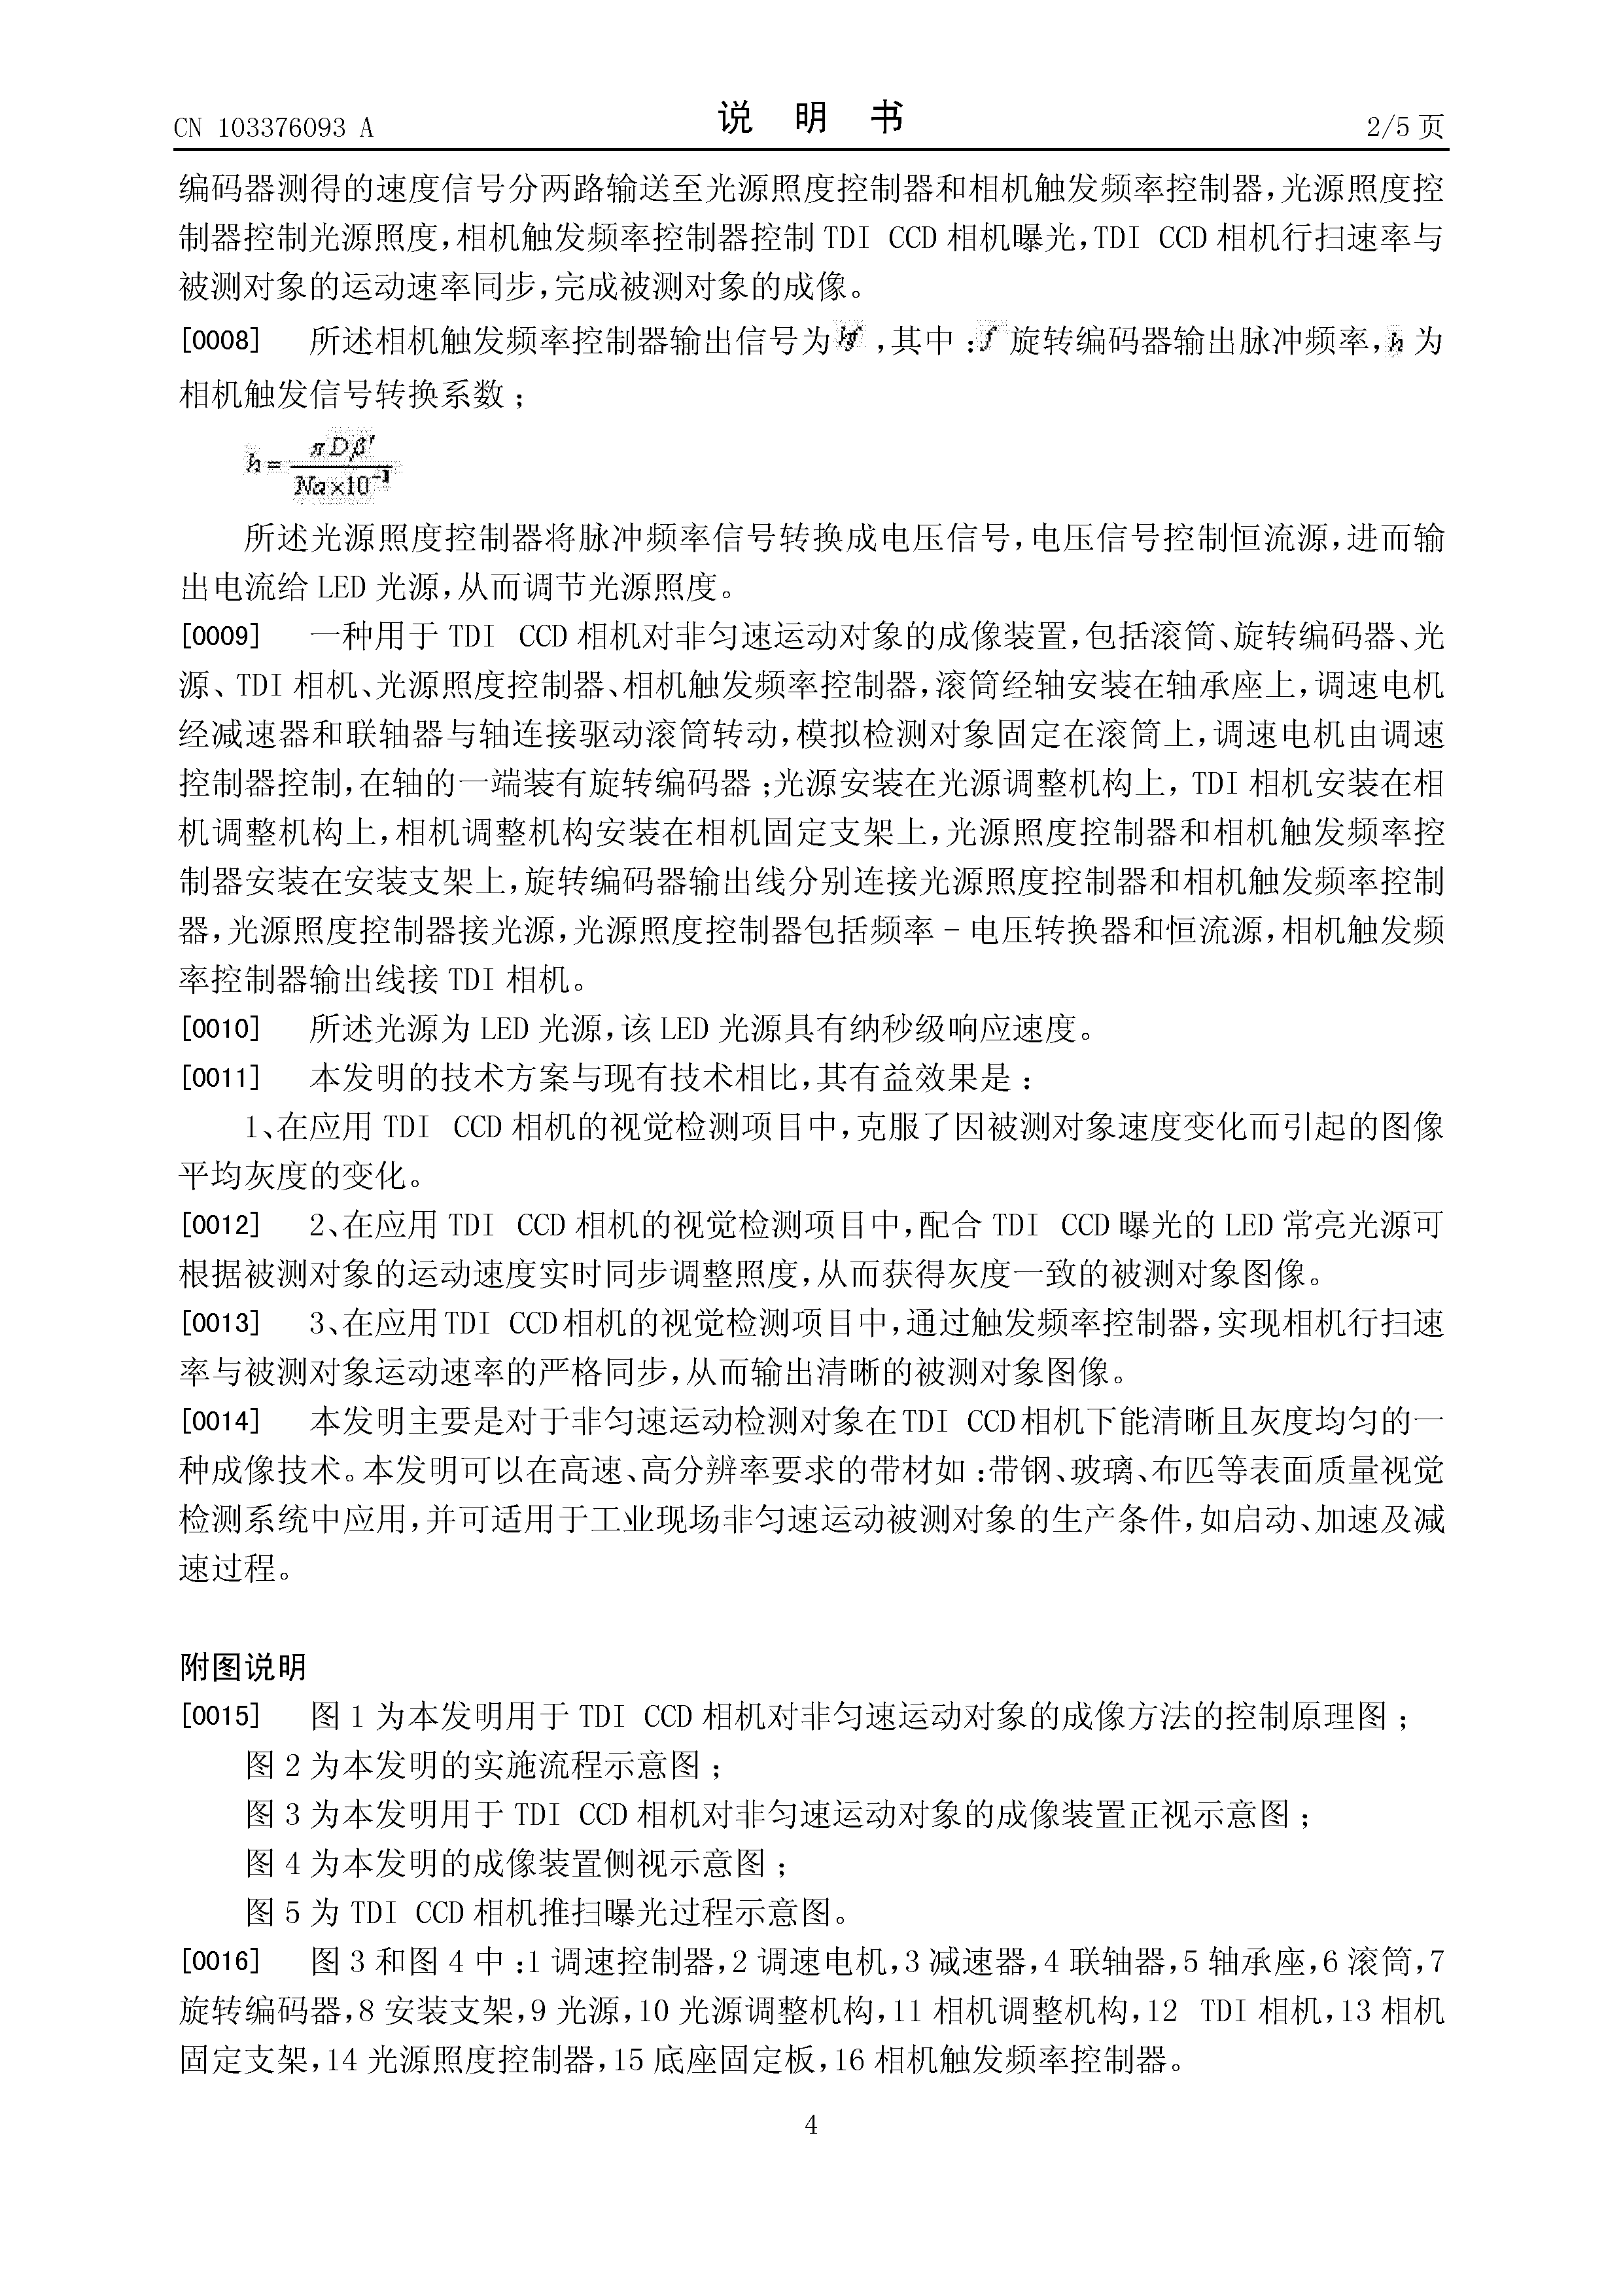 CN 103376093 A
说 明 书
2/5 页
编码器测得的速度信号分两路输送至光源照度控制器和相机触发频率控制器，光源照度控
制器控制光源照度，相机触发频率控制器控制 TDI CCD 相机曝光，TDI CCD 相机行扫速率与
被测对象的运动速率同步，完成被测对象的成像。
[0008] 所述相机触发频率控制器输出信号为 hf ，其中：f 旋转编码器输出脉冲频率，h 为
相机触发信号转换系数；
h = πDβ' / Na×10⁻³
所述光源照度控制器将脉冲频率信号转换成电压信号，电压信号控制恒流源，进而输
出电流给 LED 光源，从而调节光源照度。
[0009] 一种用于 TDI CCD 相机对非匀速运动对象的成像装置，包括滚筒、旋转编码器、光
源、TDI 相机、光源照度控制器、相机触发频率控制器，滚筒经轴安装在轴承座上，调速电机
经减速器和联轴器与轴连接驱动滚筒转动，模拟检测对象固定在滚筒上，调速电机由调速
控制器控制，在轴的一端装有旋转编码器；光源安装在光源调整机构上，TDI 相机安装在相
机调整机构上，相机调整机构安装在相机固定支架上，光源照度控制器和相机触发频率控
制器安装在安装支架上，旋转编码器输出线分别连接光源照度控制器和相机触发频率控制
器，光源照度控制器接光源，光源照度控制器包括频率－电压转换器和恒流源，相机触发频
率控制器输出线接 TDI 相机。
[0010] 所述光源为 LED 光源，该 LED 光源具有纳秒级响应速度。
[0011] 本发明的技术方案与现有技术相比，其有益效果是：
1、在应用 TDI CCD 相机的视觉检测项目中，克服了因被测对象速度变化而引起的图像
平均灰度的变化。
[0012] 2、在应用 TDI CCD 相机的视觉检测项目中，配合 TDI CCD 曝光的 LED 常亮光源可
根据被测对象的运动速度实时同步调整照度，从而获得灰度一致的被测对象图像。
[0013] 3、在应用 TDI CCD 相机的视觉检测项目中，通过触发频率控制器，实现相机行扫速
率与被测对象运动速率的严格同步，从而输出清晰的被测对象图像。
[0014] 本发明主要是对于非匀速运动检测对象在 TDI CCD 相机下能清晰且灰度均匀的一
种成像技术。本发明可以在高速、高分辨率要求的带材如：带钢、玻璃、布匹等表面质量视觉
检测系统中应用，并可适用于工业现场非匀速运动被测对象的生产条件，如启动、加速及减
速过程。
附图说明
[0015] 图 1 为本发明用于 TDI CCD 相机对非匀速运动对象的成像方法的控制原理图；
图 2 为本发明的实施流程示意图；
图 3 为本发明用于 TDI CCD 相机对非匀速运动对象的成像装置正视示意图；
图 4 为本发明的成像装置侧视示意图；
图 5 为 TDI CCD 相机推扫曝光过程示意图。
[0016] 图 3 和图 4 中：1 调速控制器，2 调速电机，3 减速器，4 联轴器，5 轴承座，6 滚筒，7
旋转编码器，8 安装支架，9 光源，10 光源调整机构，11 相机调整机构，12 TDI 相机，13 相机
固定支架，14 光源照度控制器，15 底座固定板，16 相机触发频率控制器。
4